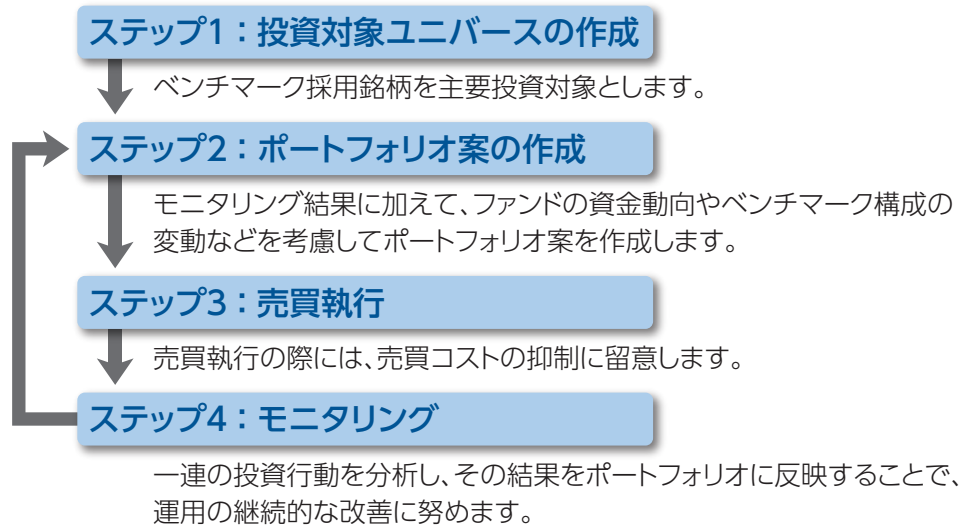 ステップ1：投資対象ユニバースの作成
ベンチマーク採用銘柄を主要投資対象とします。
ステップ2：ポートフォリオ案の作成
モニタリング結果に加えて、ファンドの資金動向やベンチマーク構成の
変動などを考慮してポートフォリオ案を作成します。
ステップ3：売買執行
売買執行の際には、売買コストの抑制に留意します。
ステップ4：モニタリング
一連の投資行動を分析し、その結果をポートフォリオに反映することで、
運用の継続的な改善に努めます。